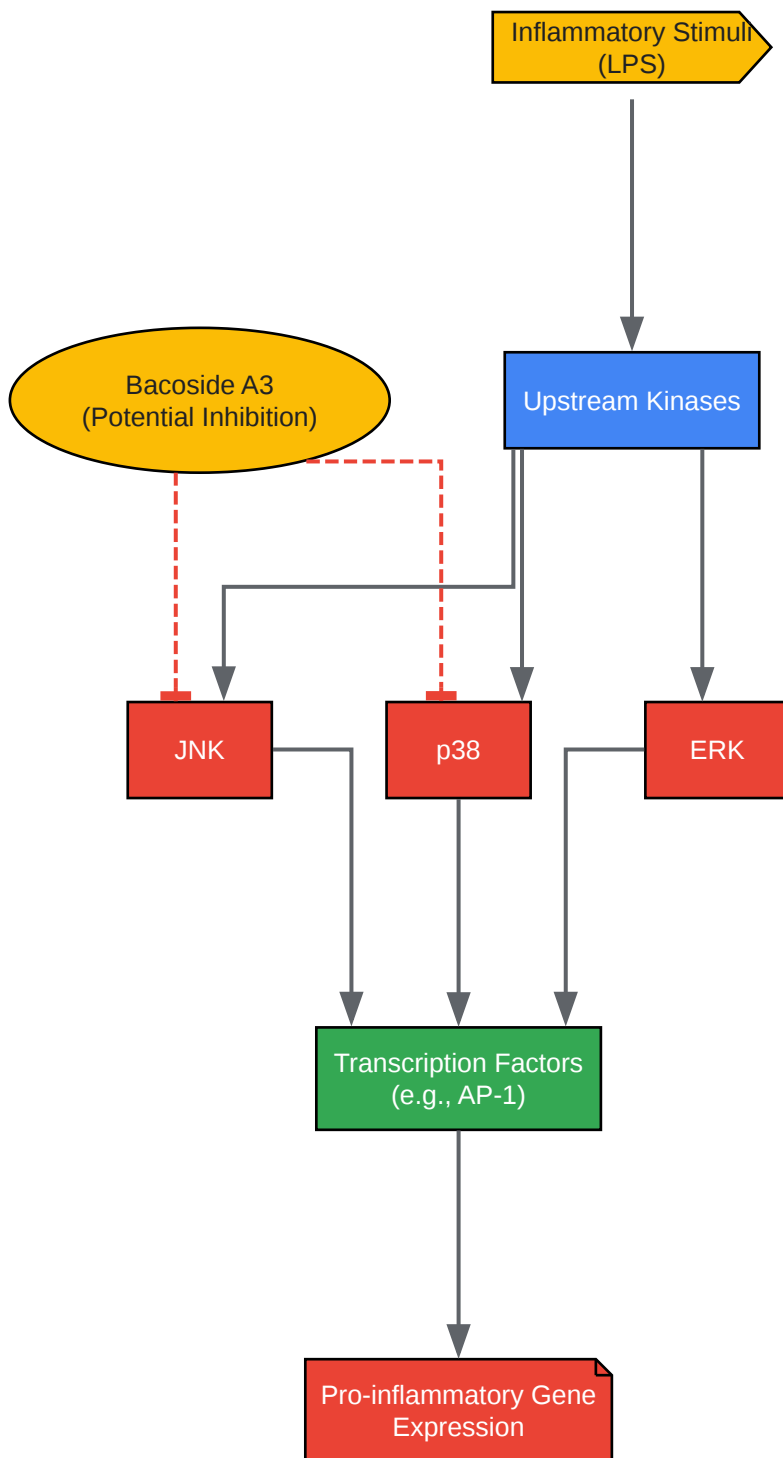 Inflammatory Stimuli
(LPS)
Bacoside A3
(Potential Inhibition)
Upstream Kinases
JNK
p38
ERK
Transcription Factors
(e.g., AP-1)
Pro-inflammatory Gene
Expression